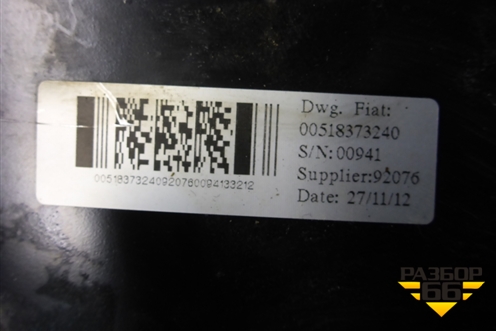 Dwg. Fiat:
00518373240
S/N:00941
Supplier:92076
Date: 27/11/12
00518373240920760094133212
РАЗБОР
66